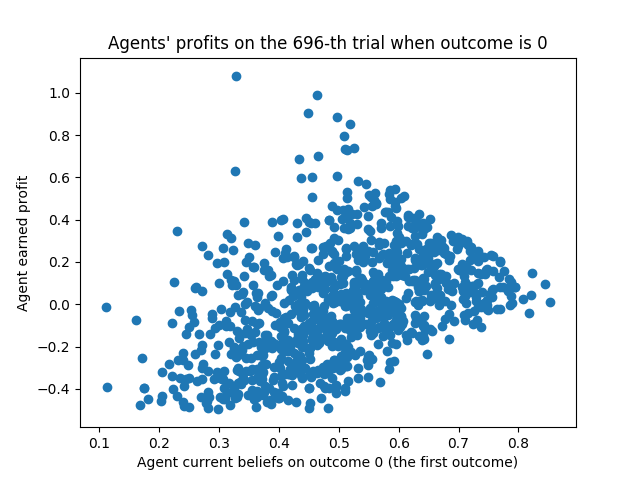 Agents' profits on the 696-th trial when outcome is 0
1.0
0.8
0.6
0.4
0.2
0.0
−0.2
−0.4
Agent earned profit
0.1 0.2 0.3 0.4 0.5 0.6 0.7 0.8
Agent current beliefs on outcome 0 (the first outcome)